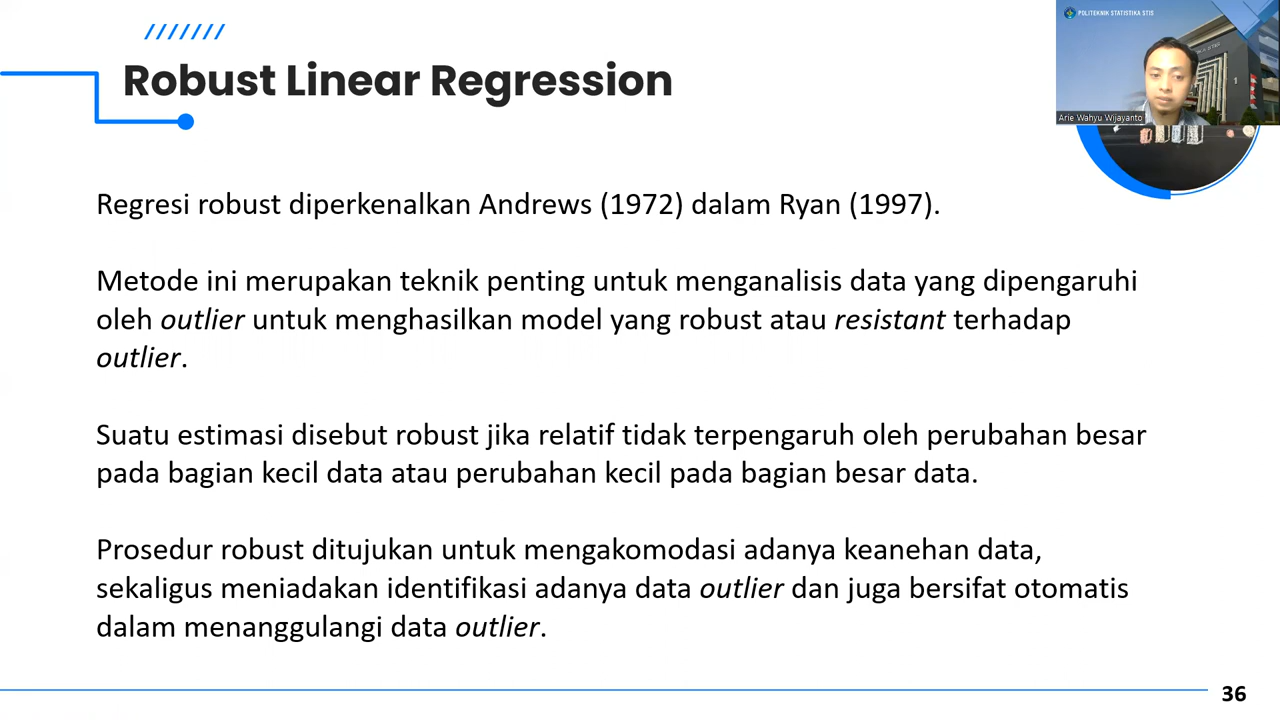 Robust Linear Regression
POLITEKNIK STATISTIKA STIS
Arie Wahyu Wijayanto
Regresi robust diperkenalkan Andrews (1972) dalam Ryan (1997).
Metode ini merupakan teknik penting untuk menganalisis data yang dipengaruhi
oleh outlier untuk menghasilkan model yang robust atau resistant terhadap
outlier.
Suatu estimasi disebut robust jika relatif tidak terpengaruh oleh perubahan besar
pada bagian kecil data atau perubahan kecil pada bagian besar data.
Prosedur robust ditujukan untuk mengakomodasi adanya keanehan data,
sekaligus meniadakan identifikasi adanya data outlier dan juga bersifat otomatis
dalam menanggulangi data outlier.
36